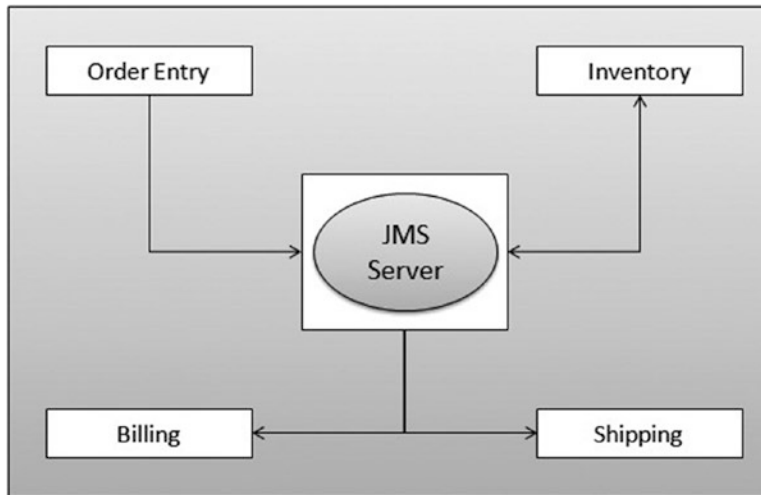 Order Entry
Inventory
JMS
Server
Billing
Shipping